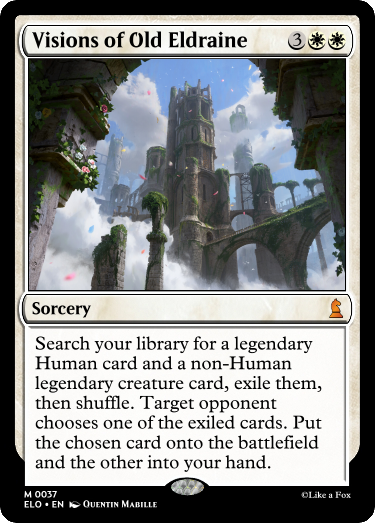 Visions of Old Eldraine 3
Sorcery
Search your library for a legendary
Human card and a non-Human
legendary creature card, exile them,
then shuffle. Target opponent
chooses one of the exiled cards. Put
the chosen card onto the battlefield
and the other into your hand.
M 0037
ELO • EN Quentin Mabille
©Like a Fox